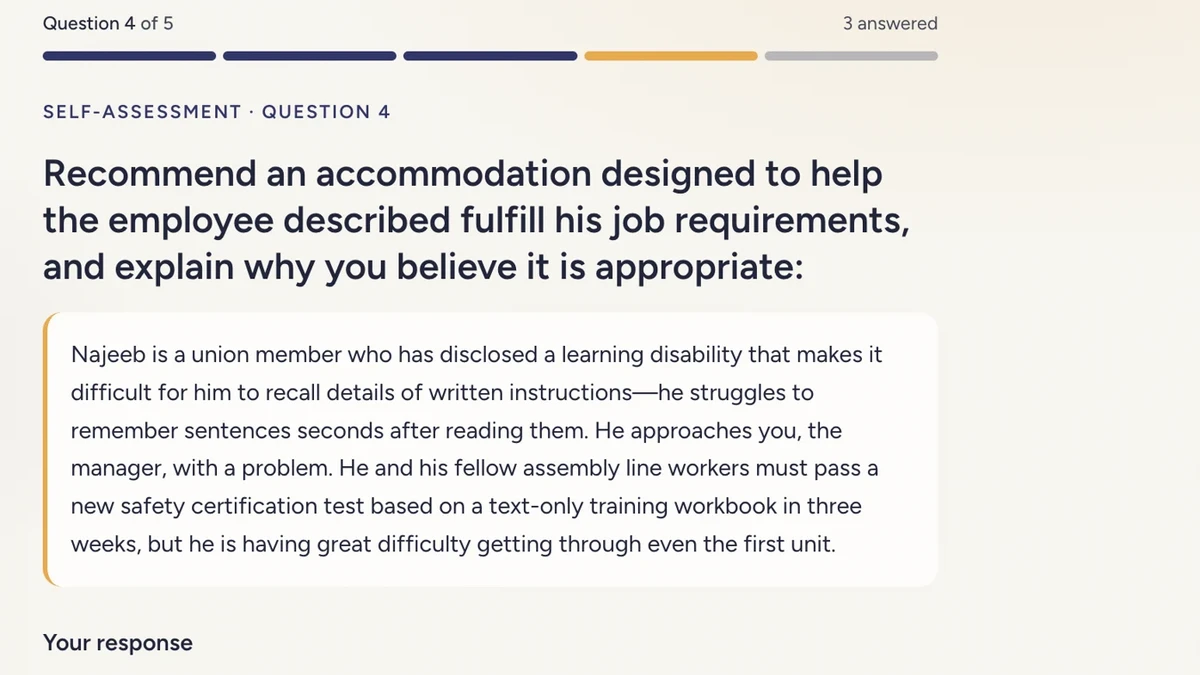 Question 4 of 5
3 answered
SELF-ASSESSMENT · QUESTION 4
Recommend an accommodation designed to help
the employee described fulfill his job requirements,
and explain why you believe it is appropriate:
Najeeb is a union member who has disclosed a learning disability that makes it
difficult for him to recall details of written instructions—he struggles to
remember sentences seconds after reading them. He approaches you, the
manager, with a problem. He and his fellow assembly line workers must pass a
new safety certification test based on a text-only training workbook in three
weeks, but he is having great difficulty getting through even the first unit.
Your response